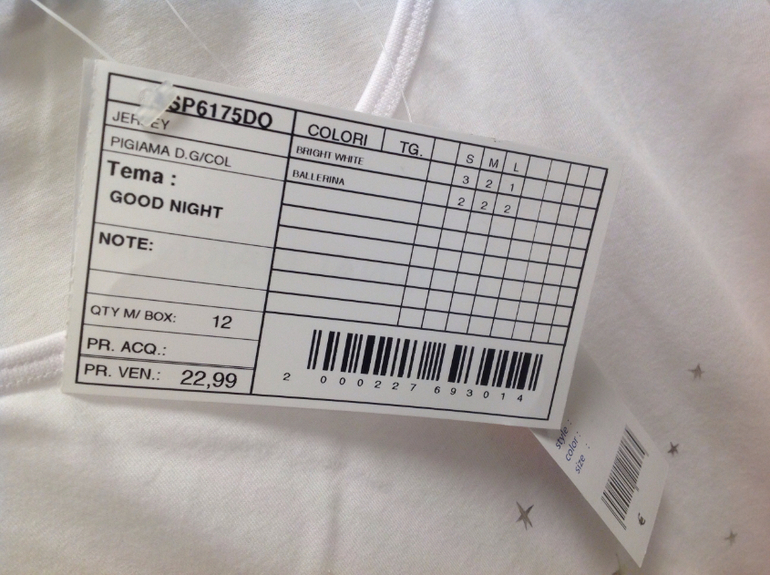 SP6175DO
JERSEY
PIGIAMA D.G/COL
Tema :
GOOD NIGHT
NOTE:
QTY M/ BOX: 12
PR. ACQ.:
PR. VEN.: 22,99
COLORI TG. S M L
BRIGHT WHITE 3 2 1
BALLERINA 2 2 2
2 000227 693014
style :
color :
size :
€